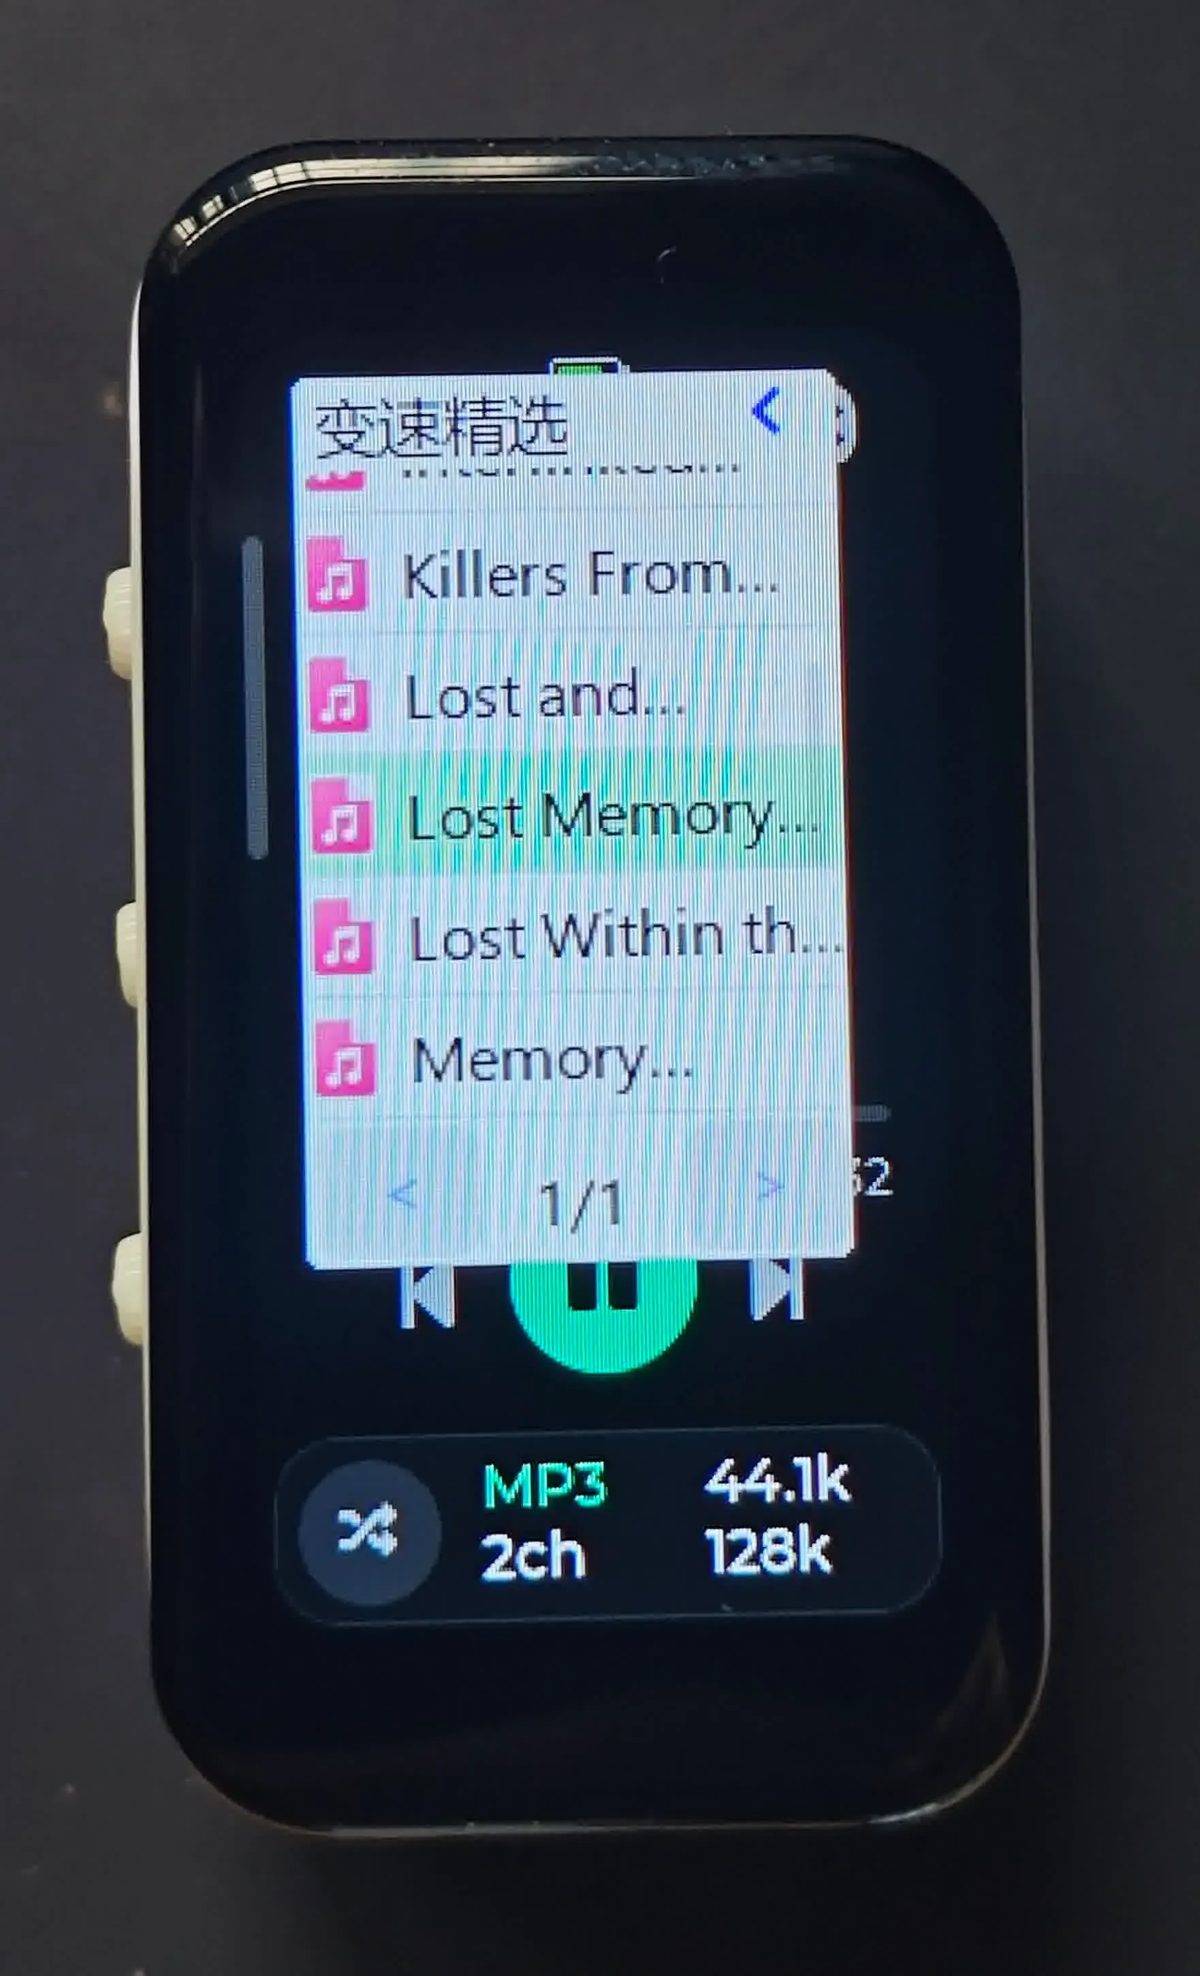 变速精选
Killers From...
Lost and...
Lost Memory...
Lost Within th...
Memory...
1/1
MP3 44.1k
2ch 128k